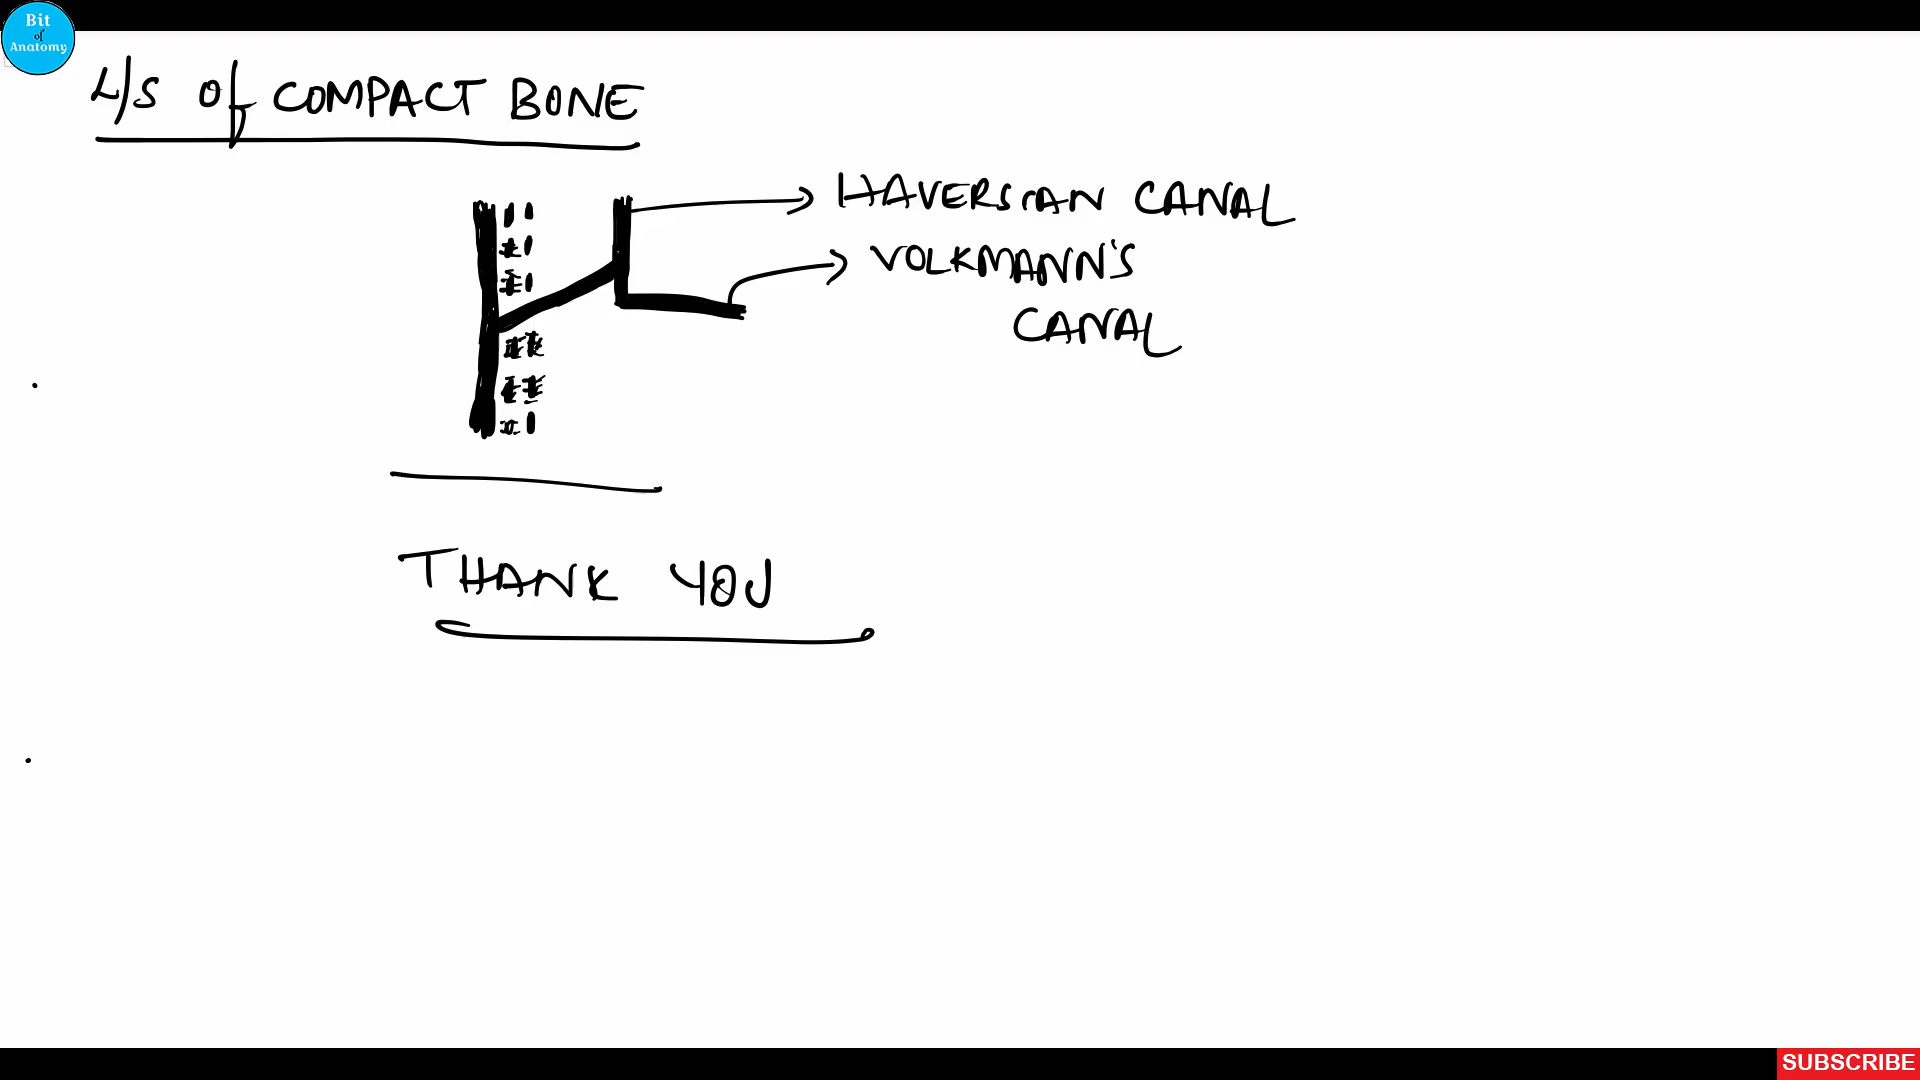 Bit
of
Anatomy
L/S of COMPACT BONE
HAVERSIAN CANAL
VOLKMANN'S
CANAL
THANK YOU
SUBSCRIBE